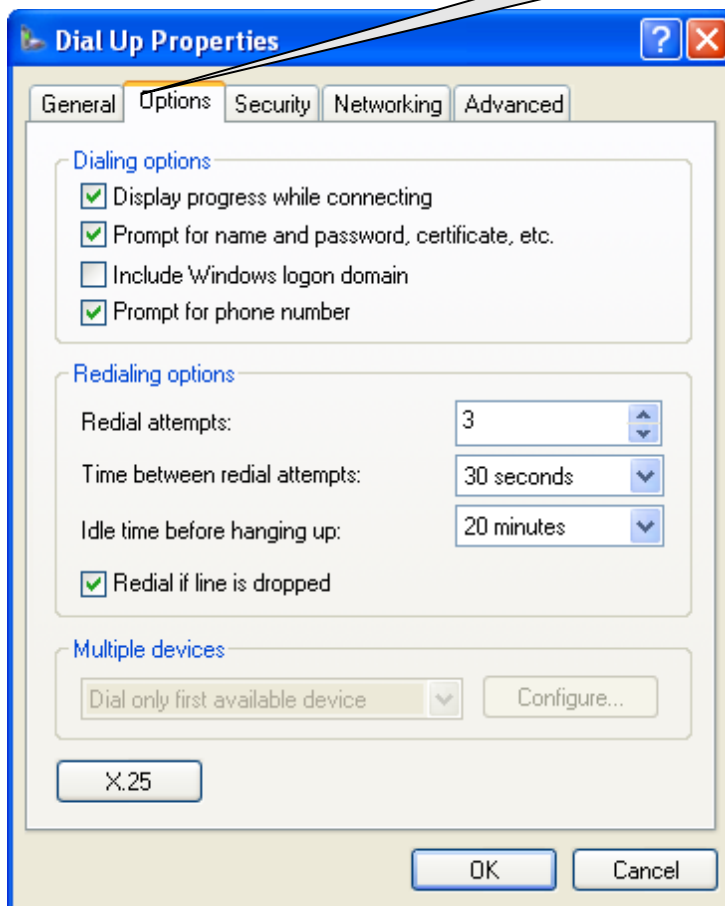 Dial Up Properties
General Options Security Networking Advanced
Dialing options
Display progress while connecting
Prompt for name and password, certificate, etc.
Include Windows logon domain
Prompt for phone number
Redialing options
Redial attempts: 3
Time between redial attempts: 30 seconds
Idle time before hanging up: 20 minutes
Redial if line is dropped
Multiple devices
Dial only first available device Configure...
X.25
OK Cancel